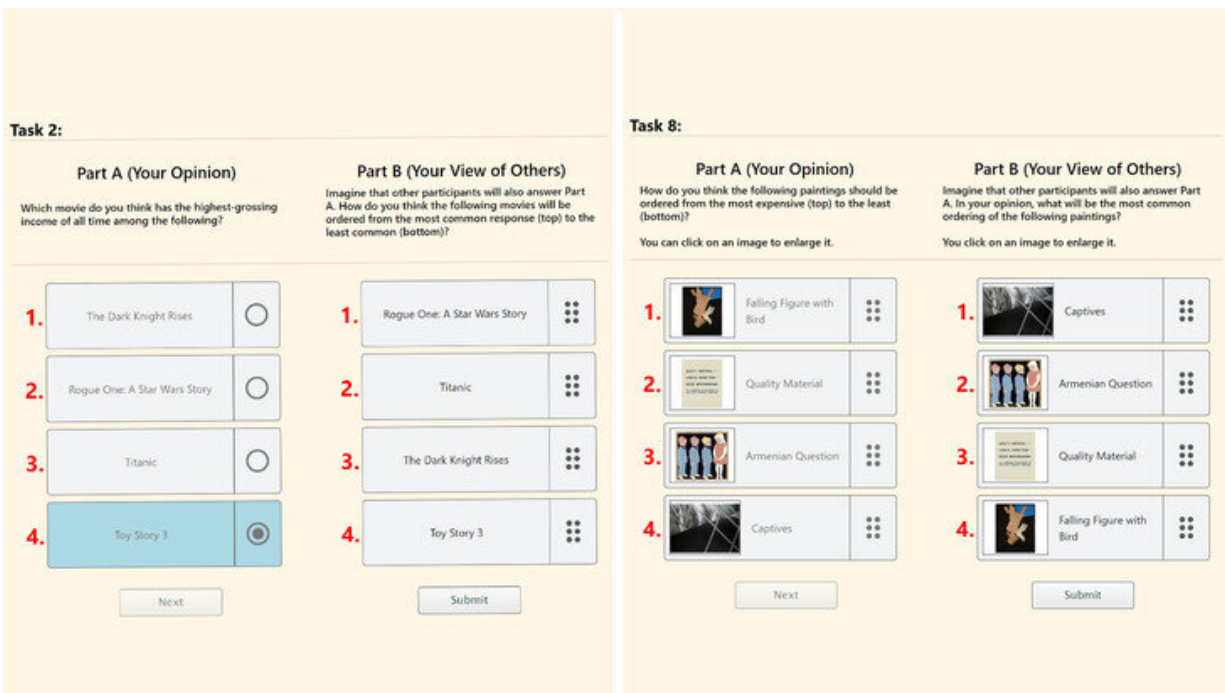 Task 2:
Part A (Your Opinion)
Which movie do you think has the highest-grossing
income of all time among the following?
1. The Dark Knight Rises
2. Rogue One: A Star Wars Story
3. Titanic
4. Toy Story 3
Next
Part B (Your View of Others)
Imagine that other participants will also answer Part
A. How do you think the following movies will be
ordered from the most common response (top) to the
least common (bottom)?
1. Rogue One: A Star Wars Story
2. Titanic
3. The Dark Knight Rises
4. Toy Story 3
Submit
Task 8:
Part A (Your Opinion)
How do you think the following paintings should be
ordered from the most expensive (top) to the least
(bottom)?
You can click on an image to enlarge it.
1. Falling Figure with
Bird
2. Quality Material
3. Armenian Question
4. Captives
Next
Part B (Your View of Others)
Imagine that other participants will also answer Part
A. In your opinion, what will be the most common
ordering of the following paintings?
You click on an image to enlarge it.
1. Captives
2. Armenian Question
3. Quality Material
4. Falling Figure with
Bird
Submit